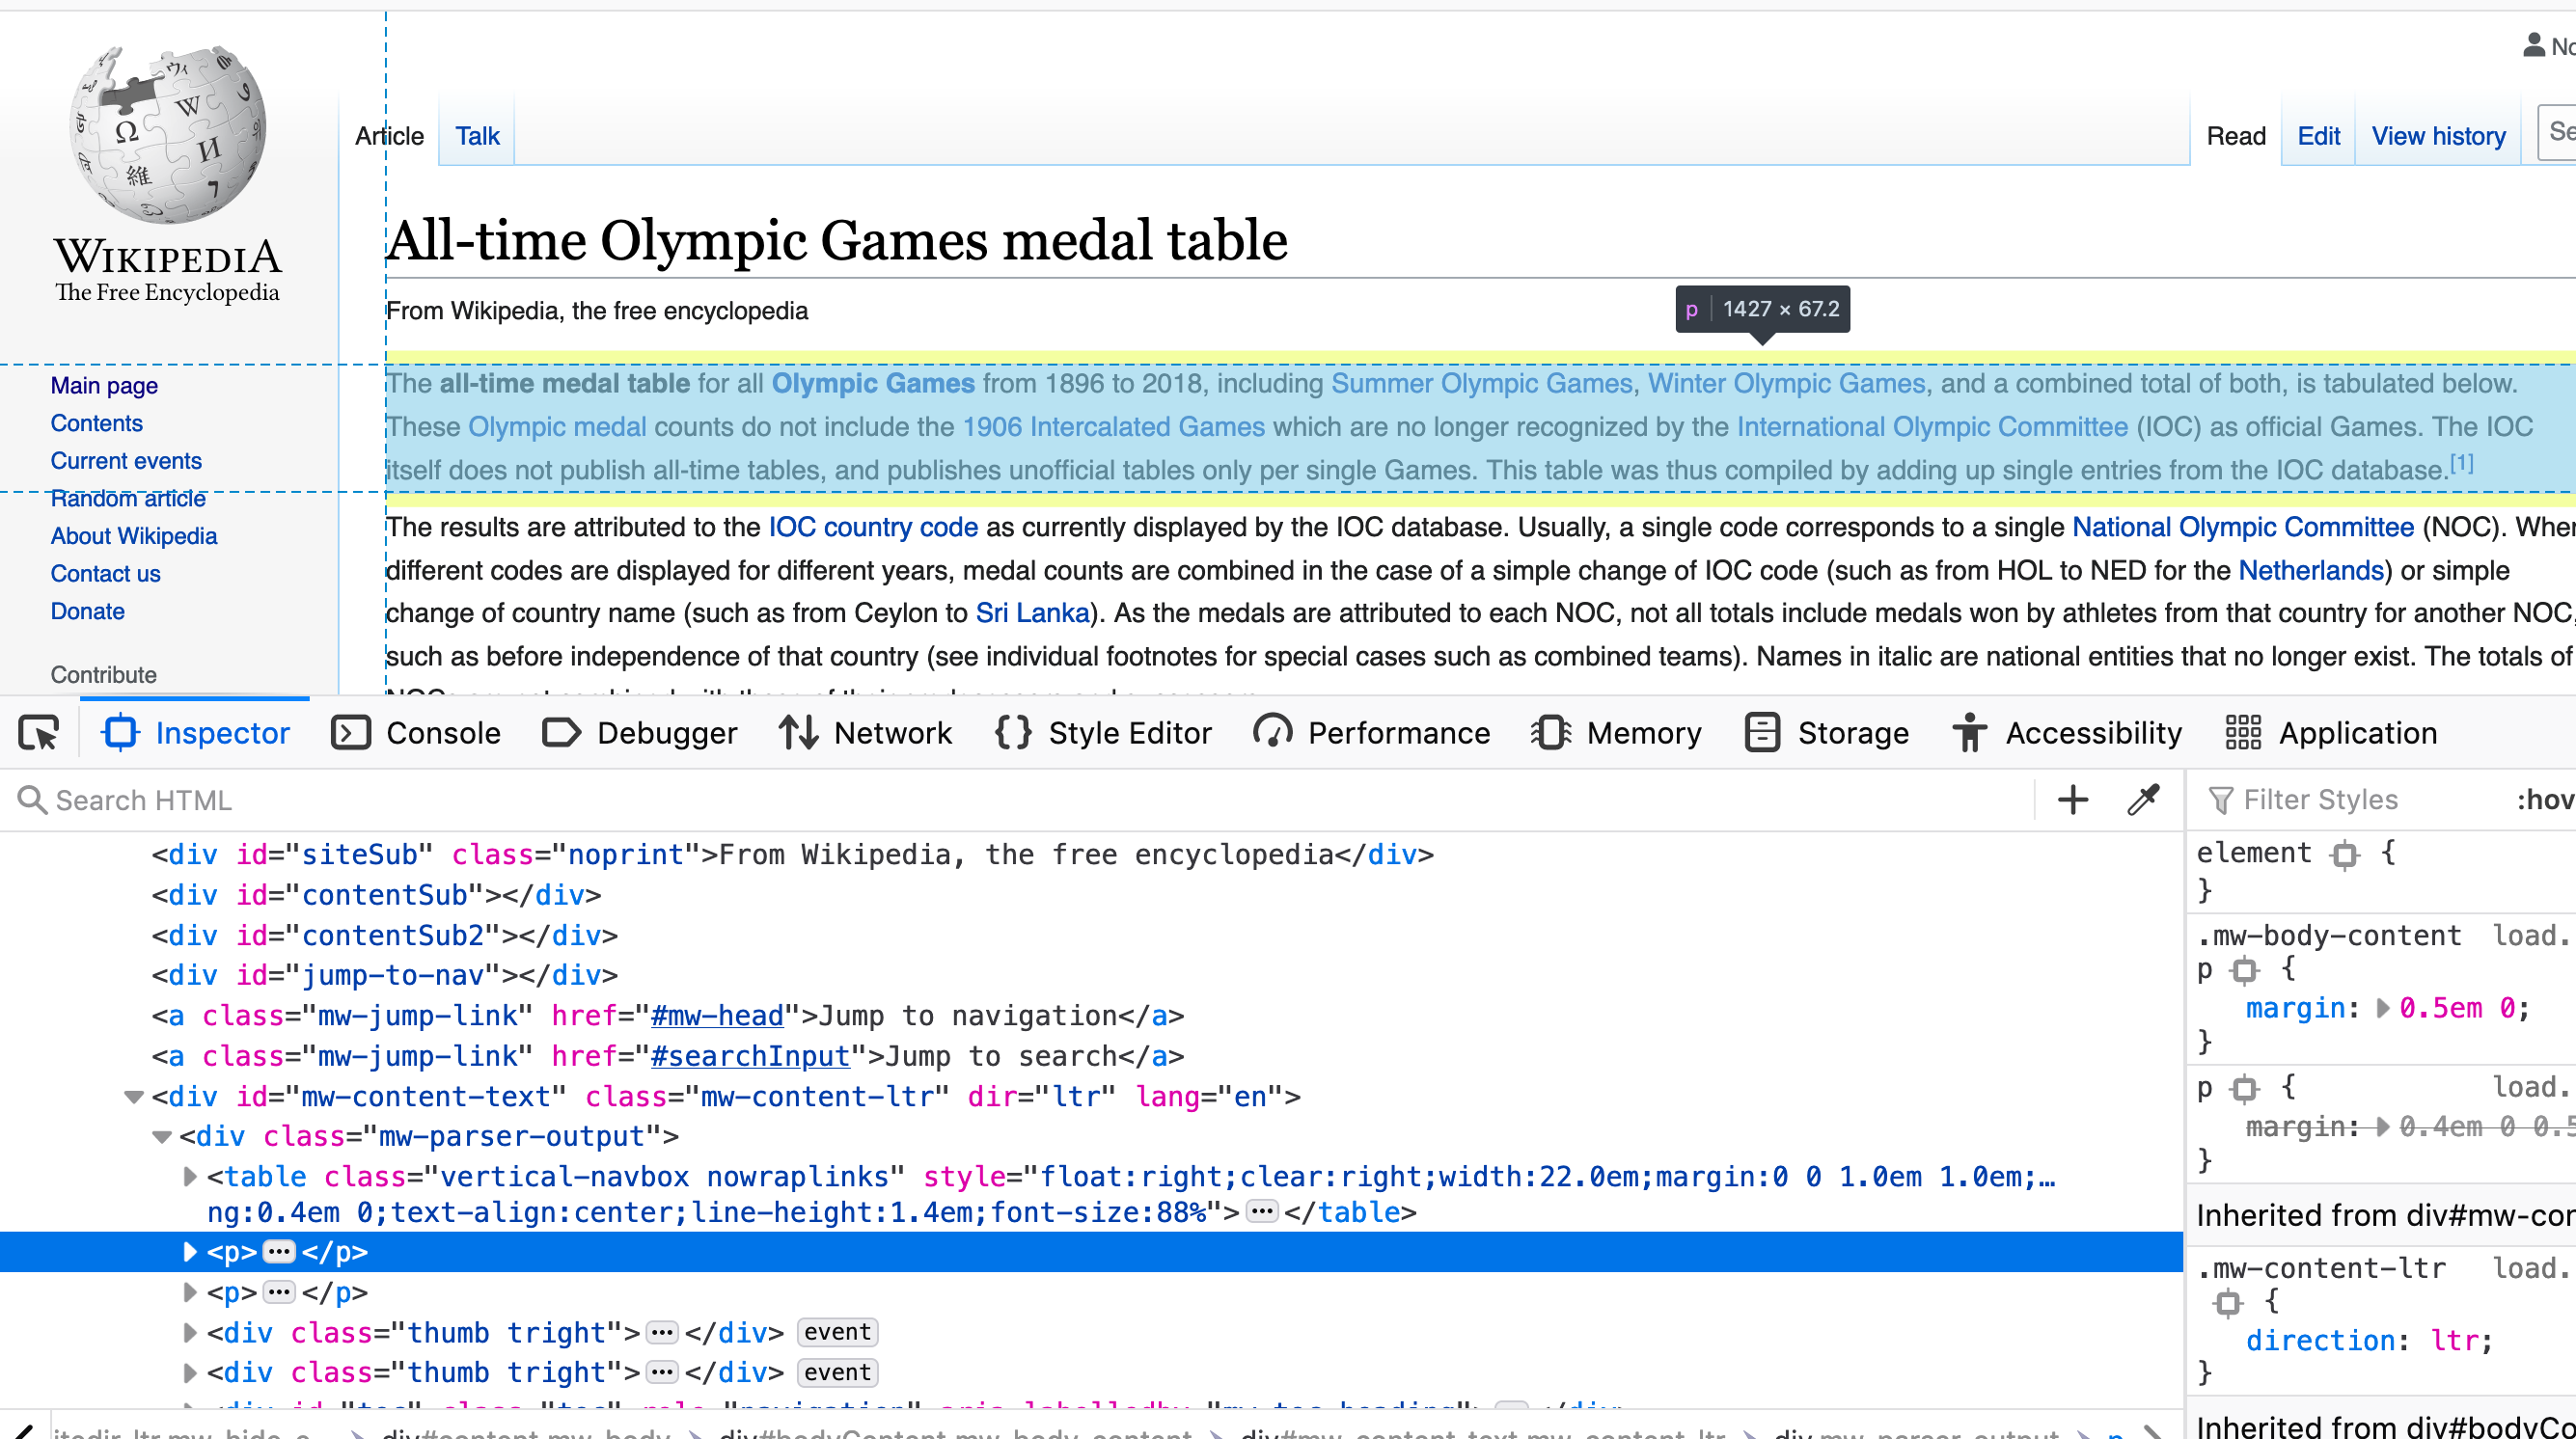 No
Article
Talk
Read
Edit
View history
Se
WIKIPEDIA
The Free Encyclopedia
All-time Olympic Games medal table
From Wikipedia, the free encyclopedia
p 1427 × 67.2
Main page
Contents
Current events
Random article
About Wikipedia
Contact us
Donate
Contribute
The all-time medal table for all Olympic Games from 1896 to 2018, including Summer Olympic Games, Winter Olympic Games, and a combined total of both, is tabulated below.
These Olympic medal counts do not include the 1906 Intercalated Games which are no longer recognized by the International Olympic Committee (IOC) as official Games. The IOC
itself does not publish all-time tables, and publishes unofficial tables only per single Games. This table was thus compiled by adding up single entries from the IOC database.[1]
The results are attributed to the IOC country code as currently displayed by the IOC database. Usually, a single code corresponds to a single National Olympic Committee (NOC). When
different codes are displayed for different years, medal counts are combined in the case of a simple change of IOC code (such as from HOL to NED for the Netherlands) or simple
change of country name (such as from Ceylon to Sri Lanka). As the medals are attributed to each NOC, not all totals include medals won by athletes from that country for another NOC,
such as before independence of that country (see individual footnotes for special cases such as combined teams). Names in italic are national entities that no longer exist. The totals of
Inspector
Console
Debugger
Network
Style Editor
Performance
Memory
Storage
Accessibility
Application
Search HTML
<div id="siteSub" class="noprint">From Wikipedia, the free encyclopedia</div>
<div id="contentSub"></div>
<div id="contentSub2"></div>
<div id="jump-to-nav"></div>
<a class="mw-jump-link" href="#mw-head">Jump to navigation</a>
<a class="mw-jump-link" href="#searchInput">Jump to search</a>
<div id="mw-content-text" class="mw-content-ltr" dir="ltr" lang="en">
<div class="mw-parser-output">
<table class="vertical-navbox nowraplinks" style="float:right;clear:right;width:22.0em;margin:0 0 1.0em 1.0em;…
ng:0.4em 0;text-align:center;line-height:1.4em;font-size:88%">…</table>
<p>…</p>
<p>…</p>
<div class="thumb tright">…</div> event
<div class="thumb tright">…</div> event
Filter Styles
:hov
element {
}
.mw-body-content load.
p {
margin: 0.5em 0;
}
p { load.
margin: 0.4em 0 0.5
}
Inherited from div#mw-con
.mw-content-ltr load.
{
direction: ltr;
}
Inherited from div#bodyCo